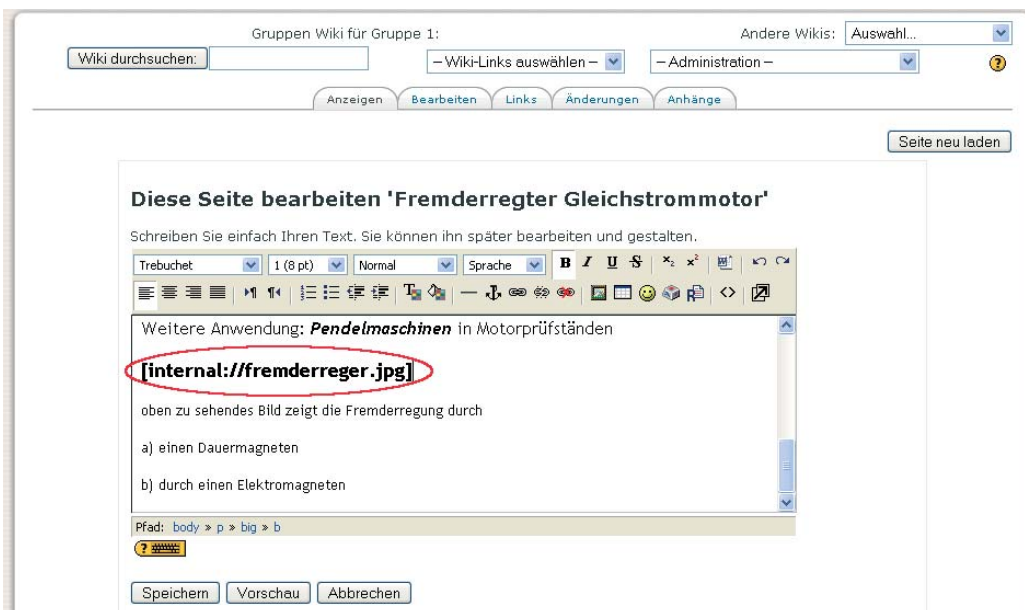 Gruppen Wiki für Gruppe 1:
Andere Wikis: Auswahl...
Wiki durchsuchen:
-- Wiki-Links auswählen -- -- Administration --
Anzeigen Bearbeiten Links Änderungen Anhänge
Seite neu laden
Diese Seite bearbeiten 'Fremderregter Gleichstrommotor'
Schreiben Sie einfach Ihren Text. Sie können ihn später bearbeiten und gestalten.
Trebuchet 1 (8 pt) Normal Sprache B I U S x₂ x²
Weitere Anwendung: Pendelmaschinen in Motorprüfständen
[internal://fremderreger.jpg]
oben zu sehendes Bild zeigt die Fremderregung durch
a) einen Dauermagneten
b) durch einen Elektromagneten
Pfad: body » p » big » b
?
Speichern Vorschau Abbrechen